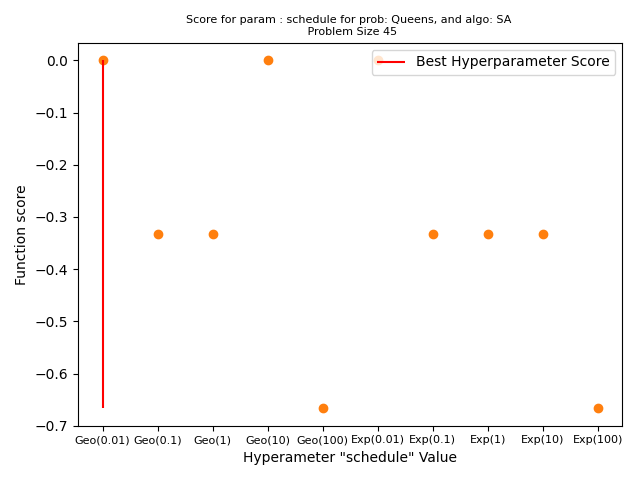 Score for param : schedule for prob: Queens, and algo: SA
Problem Size 45
Best Hyperparameter Score
Function score
0.0
−0.1
−0.2
−0.3
−0.4
−0.5
−0.6
−0.7
Geo(0.01) Geo(0.1) Geo(1) Geo(10) Geo(100) Exp(0.01) Exp(0.1) Exp(1) Exp(10) Exp(100)
Hyperameter "schedule" Value